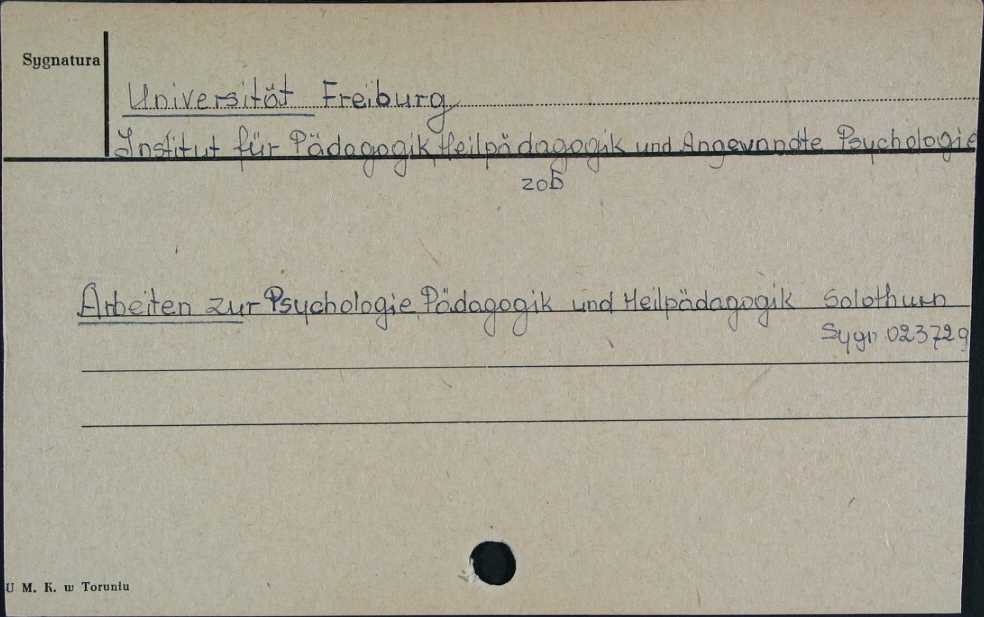 Sygnatura
Universität Freiburg
Institut für Pädagogik, Heilpädagogik und Angewandte Psychologie
zob
Arbeiten zur Psychologie, Pädagogik und Heilpädagogik Solothurn
Sygn 023729
U M. K. w Toruniu